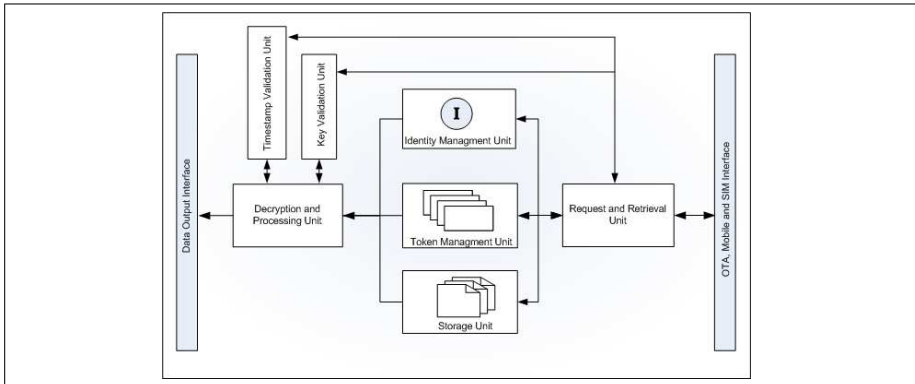 Data Output Interface
Timestamp Validation Unit
Key Validation Unit
I
Identity Managment Unit
Decryption and
Processing Unit
Token Managment Unit
Request and Retrieval
Unit
Storage Unit
OTA, Mobile and SIM Interface